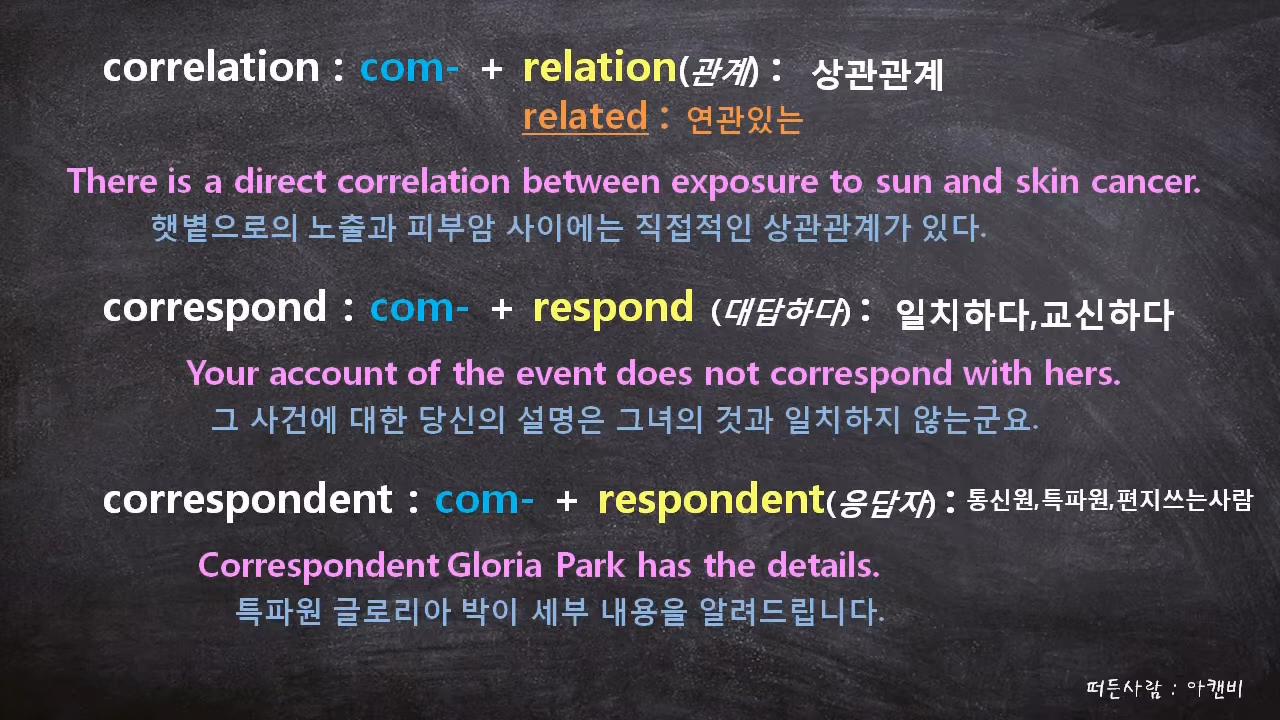 correlation : com- + relation(관계) : 상관관계
related : 연관있는
There is a direct correlation between exposure to sun and skin cancer.
햇볕으로의 노출과 피부암 사이에는 직접적인 상관관계가 있다.
correspond : com- + respond (대답하다) : 일치하다,교신하다
Your account of the event does not correspond with hers.
그 사건에 대한 당신의 설명은 그녀의 것과 일치하지 않는군요.
correspondent : com- + respondent(응답자) : 통신원,특파원,편지쓰는사람
Correspondent Gloria Park has the details.
특파원 글로리아 박이 세부 내용을 알려드립니다.
떠든사람 : 아캔비